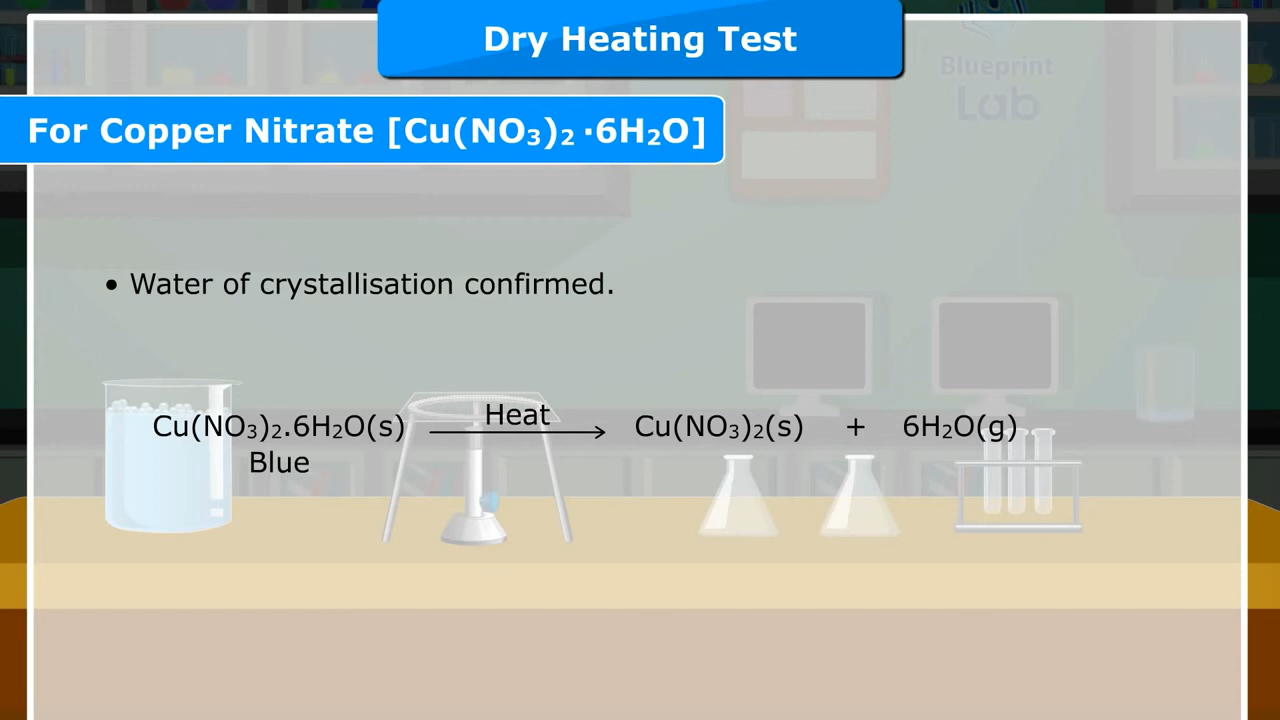 Dry Heating Test
Blueprint
Lab
For Copper Nitrate [Cu(NO₃)₂ ·6H₂O]
• Water of crystallisation confirmed.
Cu(NO₃)₂.6H₂O(s) Heat Cu(NO₃)₂(s) + 6H₂O(g)
Blue